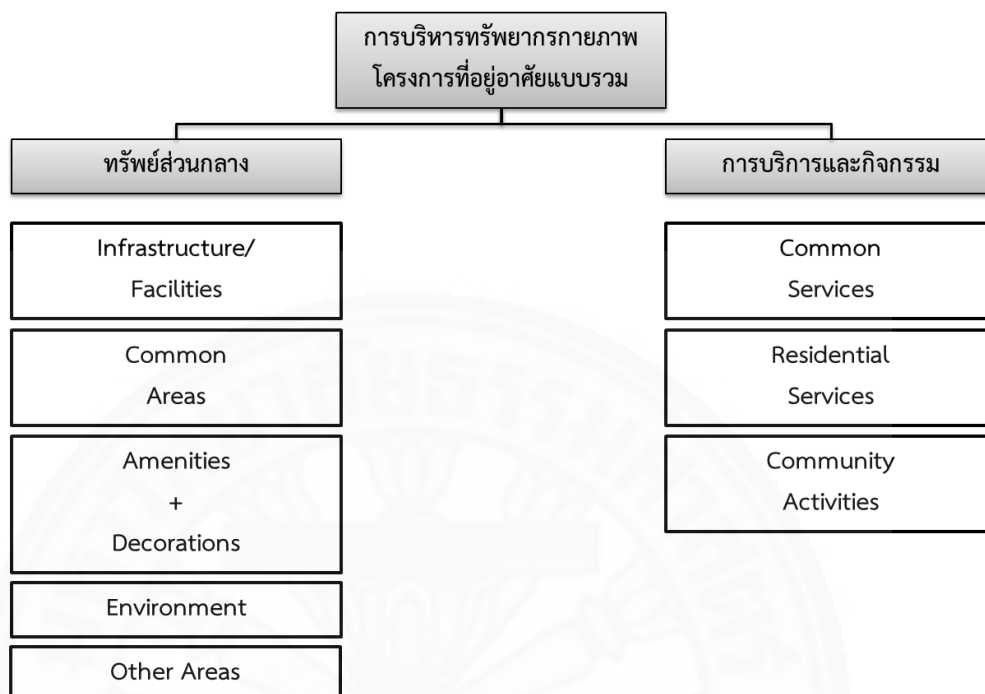 การบริหารทรัพยากรกายภาพ
โครงการที่อยู่อาศัยแบบรวม
ทรัพย์ส่วนกลาง
Infrastructure/
Facilities
Common
Areas
Amenities
+
Decorations
Environment
Other Areas
การบริการและกิจกรรม
Common
Services
Residential
Services
Community
Activities